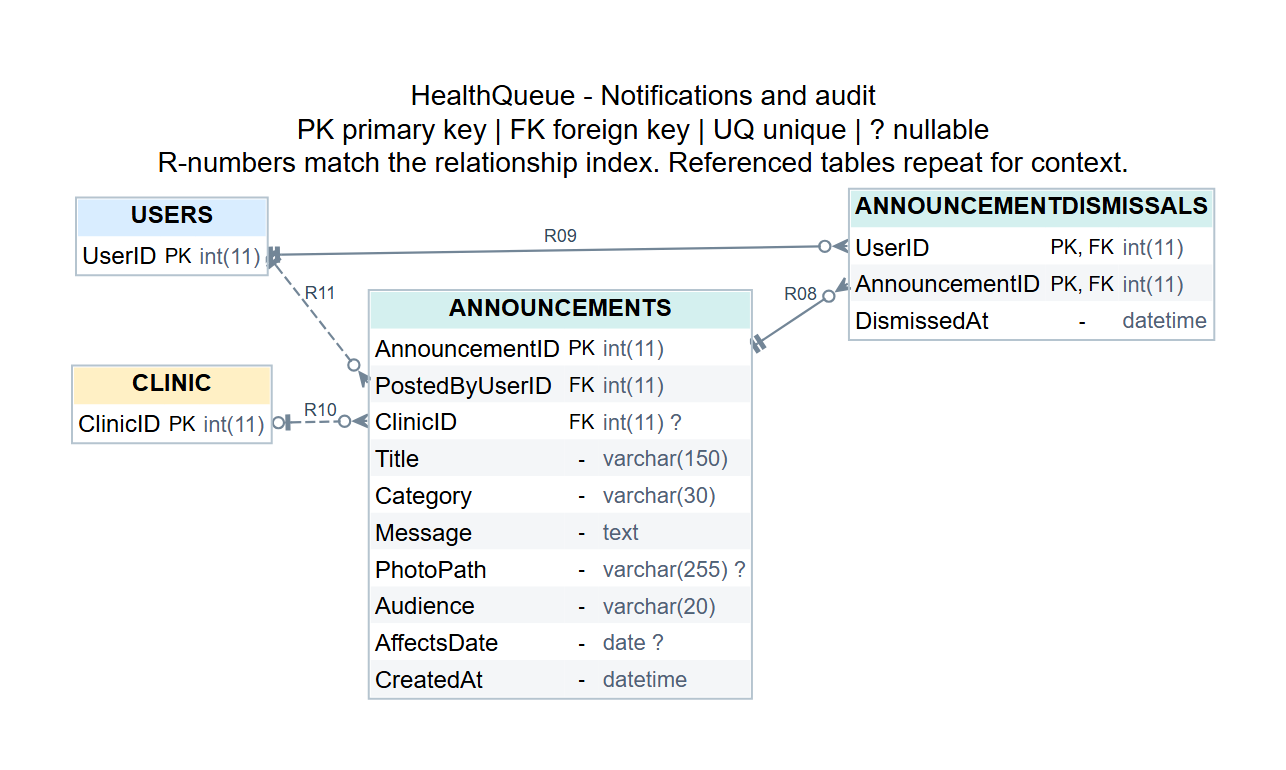 HealthQueue - Notifications and audit
PK primary key | FK foreign key | UQ unique | ? nullable
R-numbers match the relationship index. Referenced tables repeat for context.
USERS
UserID PK int(11)
R09
ANNOUNCEMENTDISMISSALS
UserID PK, FK int(11)
AnnouncementID PK, FK int(11)
DismissedAt - datetime
R11
R08
CLINIC
ClinicID PK int(11)
R10
ANNOUNCEMENTS
AnnouncementID PK int(11)
PostedByUserID FK int(11)
ClinicID FK int(11) ?
Title - varchar(150)
Category - varchar(30)
Message - text
PhotoPath - varchar(255) ?
Audience - varchar(20)
AffectsDate - date ?
CreatedAt - datetime